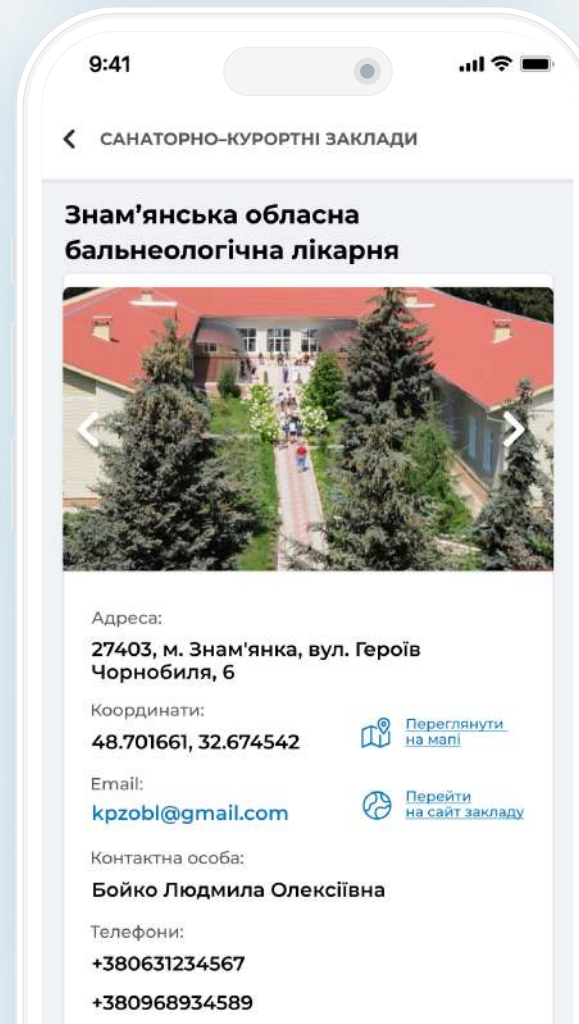 9:41
САНАТОРНО-КУРОРТНІ ЗАКЛАДИ
Знам’янська обласна
бальнеологічна лікарня
Адреса:
27403, м. Знам'янка, вул. Героїв
Чорнобиля, 6
Координати:
48.701661, 32.674542
Переглянути
на мапі
Email:
kpzobl@gmail.com
Перейти
на сайт закладу
Контактна особа:
Бойко Людмила Олексіївна
Телефони:
+380631234567
+380968934589